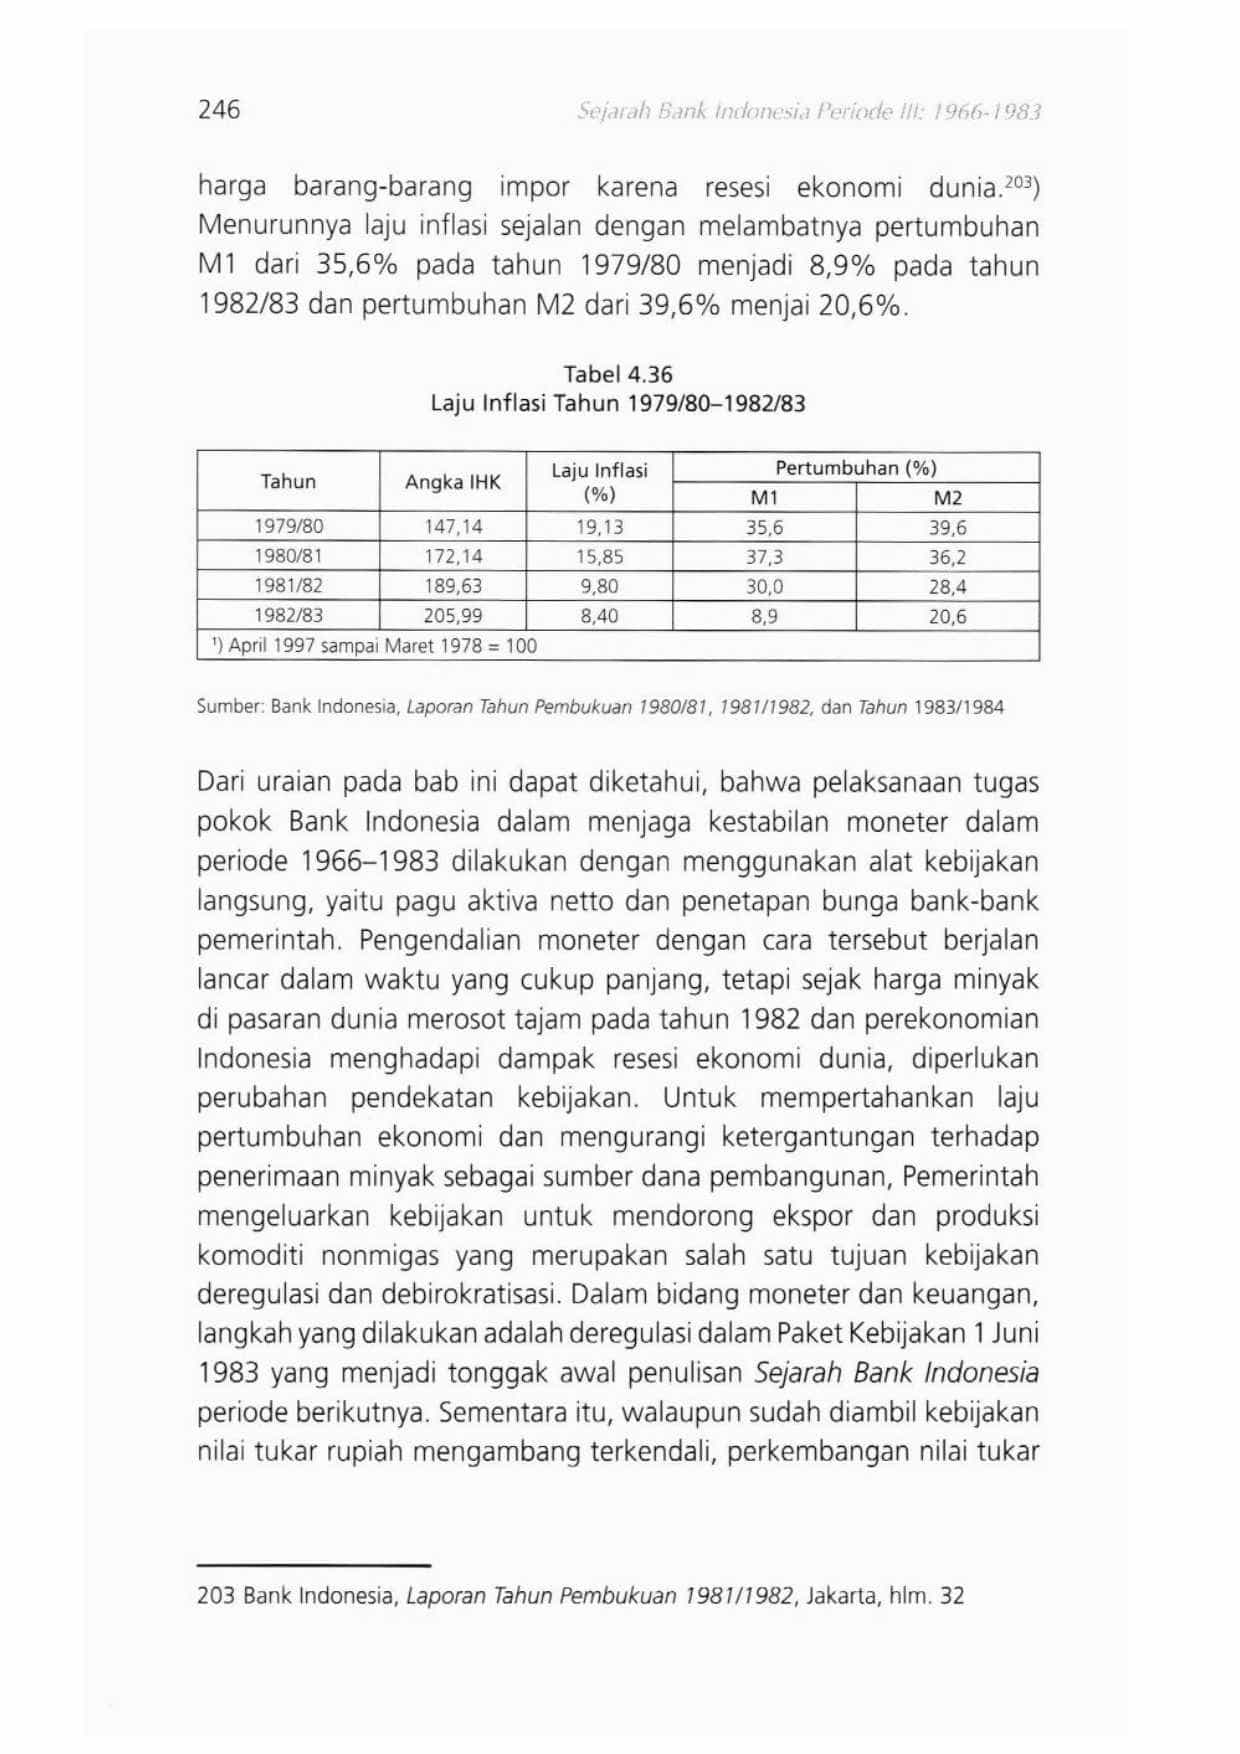 246
Sejarah Bank Indonesia Periode III: 1966-1983
harga barang-barang impor karena resesi ekonomi dunia.²⁰³)
Menurunnya laju inflasi sejalan dengan melambatnya pertumbuhan
M1 dari 35,6% pada tahun 1979/80 menjadi 8,9% pada tahun
1982/83 dan pertumbuhan M2 dari 39,6% menjai 20,6%.
Tabel 4.36
Laju Inflasi Tahun 1979/80–1982/83
Tahun Angka IHK Laju Inflasi (%) Pertumbuhan (%)
M1 M2
1979/80 147,14 19,13 35,6 39,6
1980/81 172,14 15,85 37,3 36,2
1981/82 189,63 9,80 30,0 28,4
1982/83 205,99 8,40 8,9 20,6
¹) April 1997 sampai Maret 1978 = 100
Sumber: Bank Indonesia, Laporan Tahun Pembukuan 1980/81, 1981/1982, dan Tahun 1983/1984
Dari uraian pada bab ini dapat diketahui, bahwa pelaksanaan tugas
pokok Bank Indonesia dalam menjaga kestabilan moneter dalam
periode 1966–1983 dilakukan dengan menggunakan alat kebijakan
langsung, yaitu pagu aktiva netto dan penetapan bunga bank-bank
pemerintah. Pengendalian moneter dengan cara tersebut berjalan
lancar dalam waktu yang cukup panjang, tetapi sejak harga minyak
di pasaran dunia merosot tajam pada tahun 1982 dan perekonomian
Indonesia menghadapi dampak resesi ekonomi dunia, diperlukan
perubahan pendekatan kebijakan. Untuk mempertahankan laju
pertumbuhan ekonomi dan mengurangi ketergantungan terhadap
penerimaan minyak sebagai sumber dana pembangunan, Pemerintah
mengeluarkan kebijakan untuk mendorong ekspor dan produksi
komoditi nonmigas yang merupakan salah satu tujuan kebijakan
deregulasi dan debirokratisasi. Dalam bidang moneter dan keuangan,
langkah yang dilakukan adalah deregulasi dalam Paket Kebijakan 1 Juni
1983 yang menjadi tonggak awal penulisan Sejarah Bank Indonesia
periode berikutnya. Sementara itu, walaupun sudah diambil kebijakan
nilai tukar rupiah mengambang terkendali, perkembangan nilai tukar
203 Bank Indonesia, Laporan Tahun Pembukuan 1981/1982, Jakarta, hlm. 32